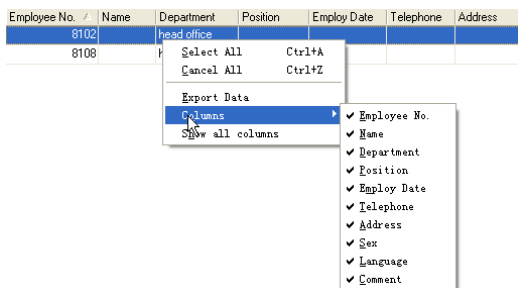 Employee No. Name Department Position Employ Date Telephone Address
8102 head office
8108 h
Select All Ctrl+A
Cancel All Ctrl+Z
Export Data
Columns
Show all columns
Employee No.
Name
Department
Position
Employ Date
Telephone
Address
Sex
Language
Comment